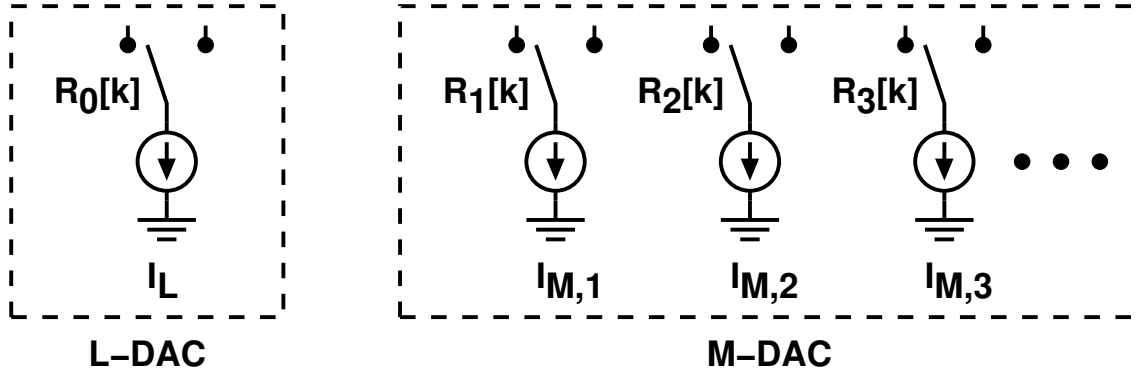 R0[k] R1[k] R2[k] R3[k]
IL IM,1 IM,2 IM,3
L-DAC M-DAC